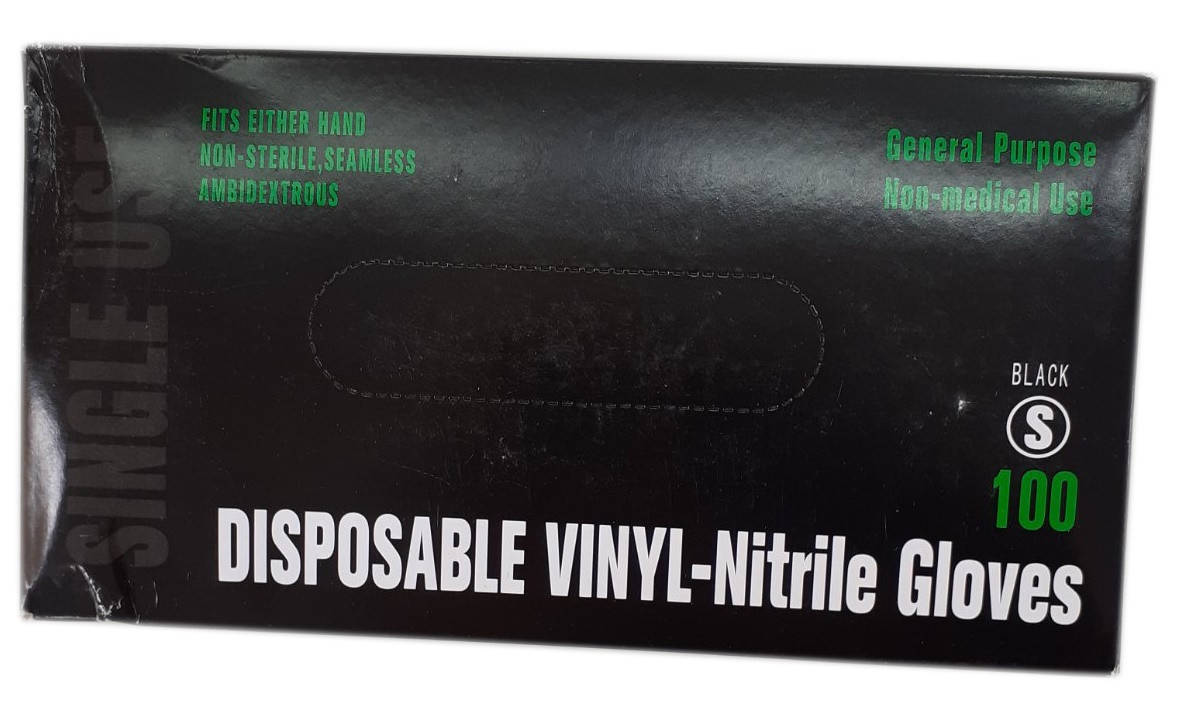 SINGLE USE
FITS EITHER HAND
NON-STERILE,SEAMLESS
AMBIDEXTROUS
General Purpose
Non-medical Use
BLACK
S
100
DISPOSABLE VINYL-Nitrile Gloves